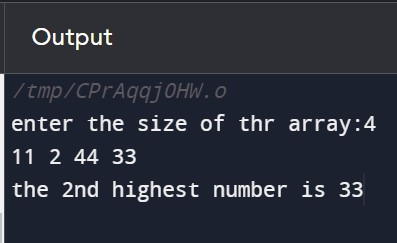 Output
/tmp/CPrAqqjOHW.o
enter the size of thr array:4
11 2 44 33
the 2nd highest number is 33